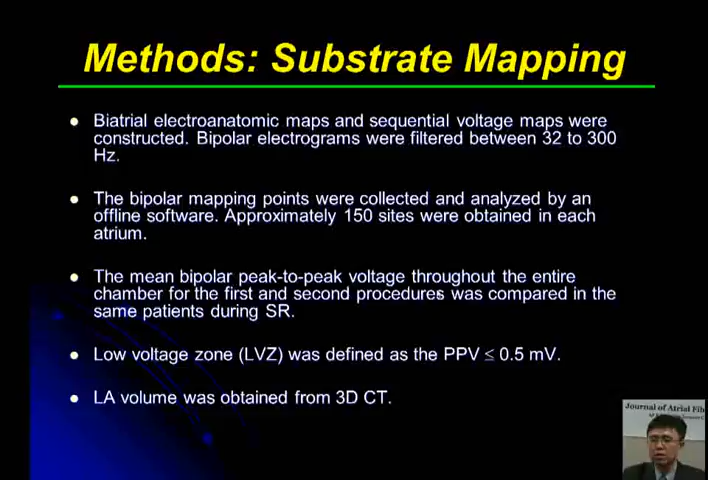 Methods: Substrate Mapping
Biatrial electroanatomic maps and sequential voltage maps were
constructed. Bipolar electrograms were filtered between 32 to 300
Hz.
The bipolar mapping points were collected and analyzed by an
offline software. Approximately 150 sites were obtained in each
atrium.
The mean bipolar peak-to-peak voltage throughout the entire
chamber for the first and second procedures was compared in the
same patients during SR.
Low voltage zone (LVZ) was defined as the PPV ≤ 0.5 mV.
LA volume was obtained from 3D CT.
Journal of Atrial Fib